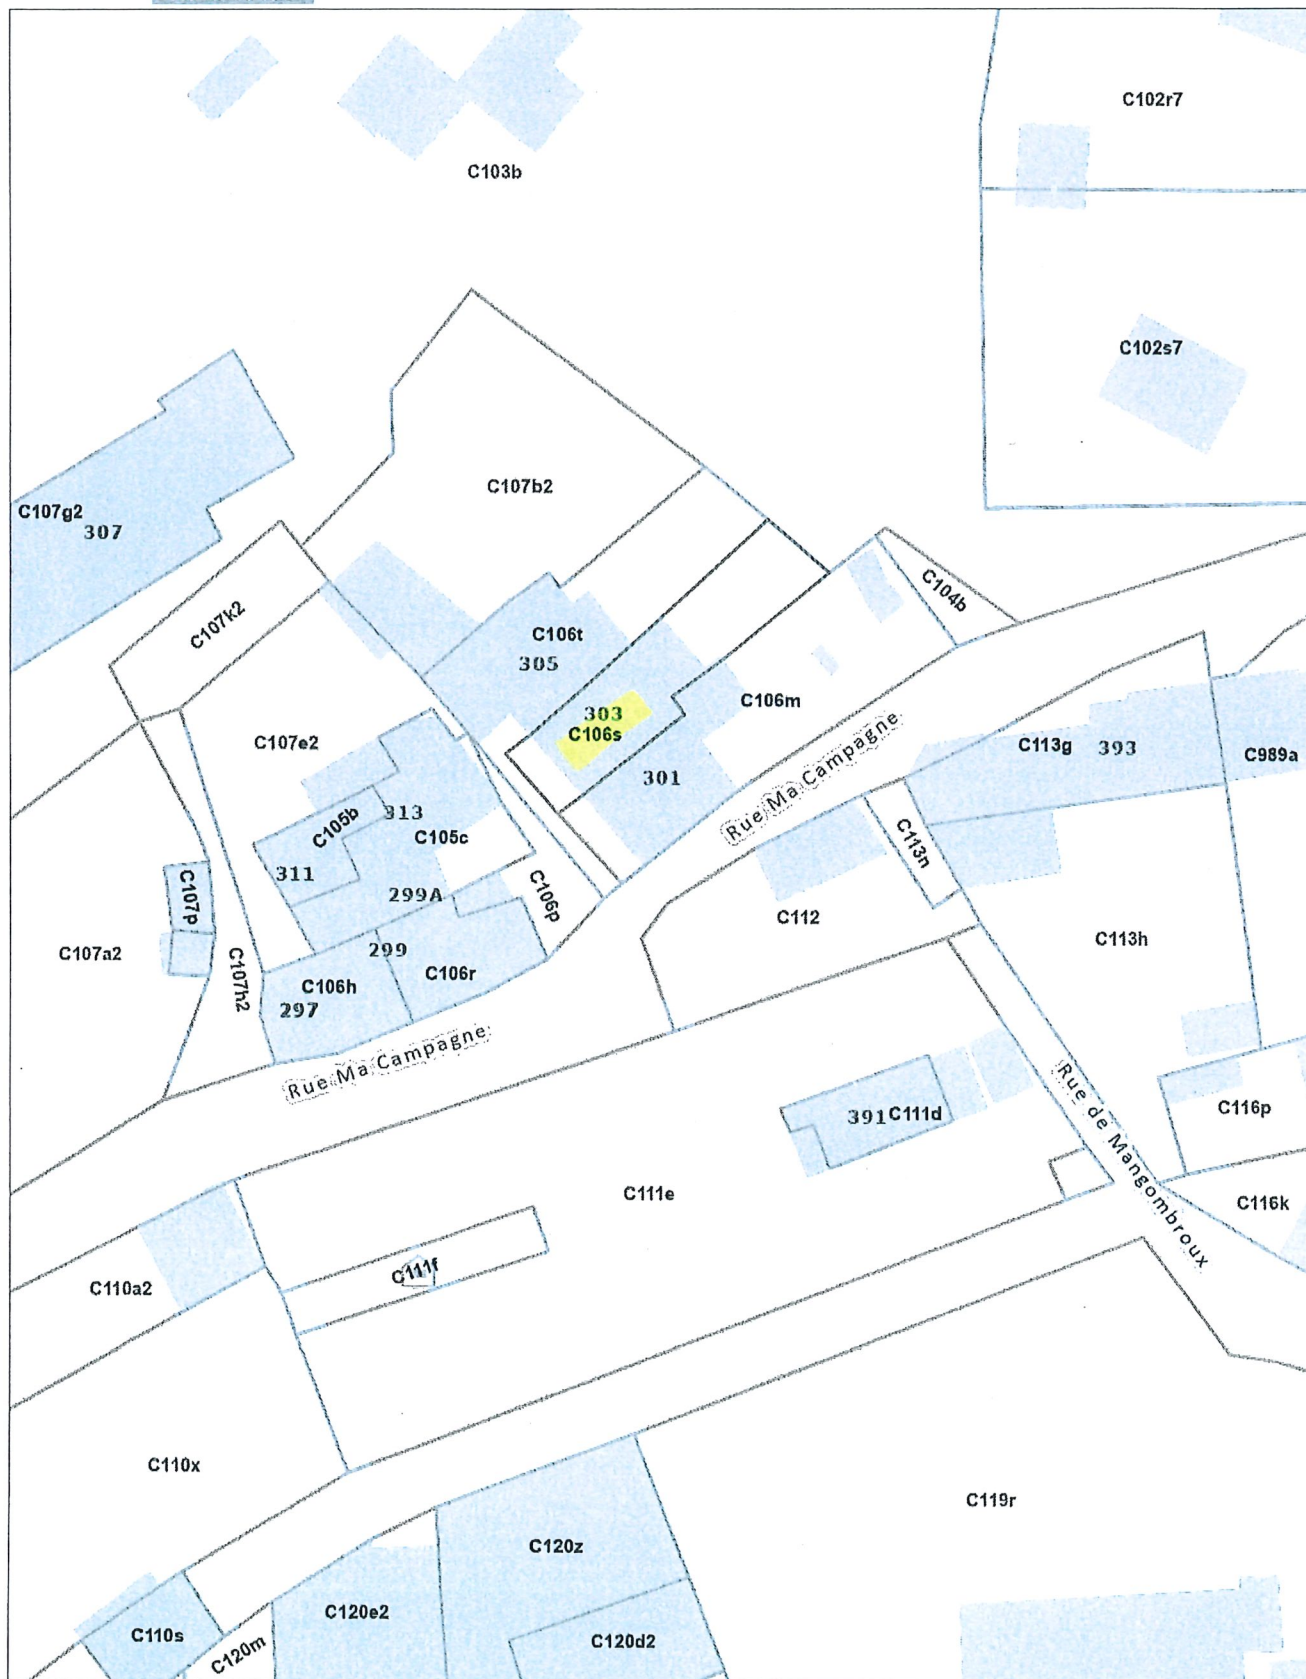 C102r7
C103b
C102s7
C107b2
C107g2
307
C104b
C107k2
C106t
305
C106m
303
C106s
C107e2
301
Rue Ma Campagne
C113g 393
C989a
C105b
313
C105c
C113n
311
C107p
299A
C106p
C112
C113h
C107a2
299
C106r
C107h2
C106h
297
Rue Ma Campagne
Rue de Mangombroux
391 C111d
C116p
C111e
C116k
C111f
C110a2
C110x
C119r
C120z
C120e2
C110s
C120d2
C120m